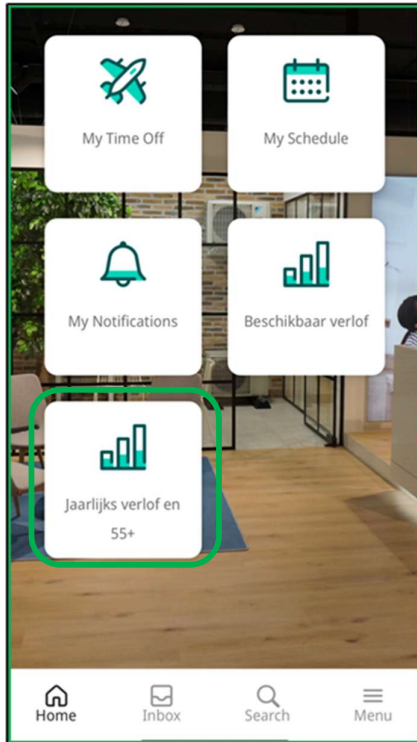 My Time Off
My Schedule
My Notifications
Beschikbaar verlof
Jaarlijks verlof en
55+
Home
Inbox
Search
Menu